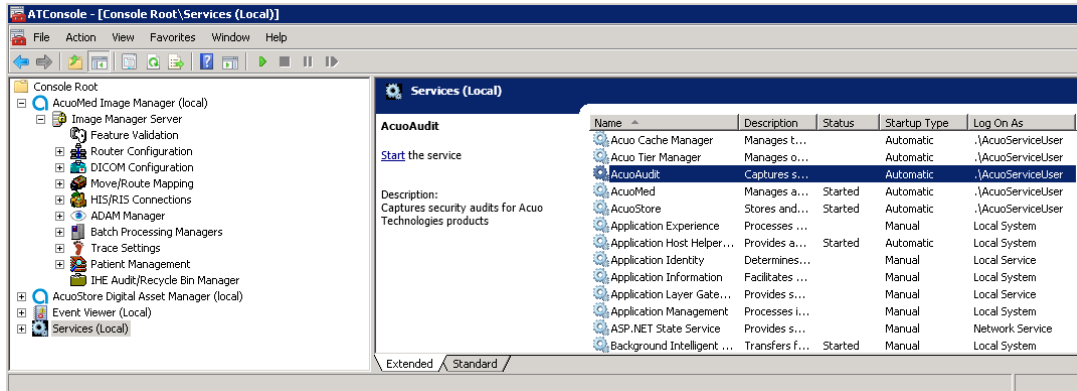 ATConsole - [Console Root\Services (Local)]
File Action View Favorites Window Help
Console Root
AcuoMed Image Manager (local)
Image Manager Server
Feature Validation
Router Configuration
DICOM Configuration
Move/Route Mapping
HIS/RIS Connections
ADAM Manager
Batch Processing Managers
Trace Settings
Patient Management
IHE Audit/Recycle Bin Manager
AcuoStore Digital Asset Manager (local)
Event Viewer (Local)
Services (Local)
Services (Local)
AcuoAudit
Start the service
Description:
Captures security audits for Acuo
Technologies products
Name Description Status Startup Type Log On As
Acuo Cache Manager Manages t... Automatic .\AcuoServiceUser
Acuo Tier Manager Manages o... Automatic .\AcuoServiceUser
AcuoAudit Captures s... Automatic .\AcuoServiceUser
AcuoMed Manages a... Started Automatic .\AcuoServiceUser
AcuoStore Stores and... Started Automatic .\AcuoServiceUser
Application Experience Processes ... Manual Local System
Application Host Helper... Provides a... Started Automatic Local System
Application Identity Determines... Manual Local Service
Application Information Facilitates ... Manual Local System
Application Layer Gate... Provides s... Manual Local Service
Application Management Processes i... Manual Local System
ASP.NET State Service Provides s... Manual Network Service
Background Intelligent ... Transfers f... Started Manual Local System
Extended Standard